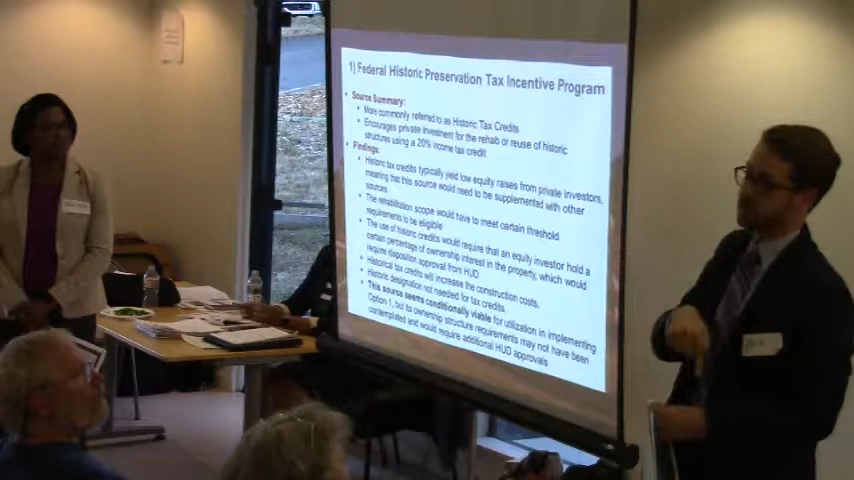 1) Federal Historic Preservation Tax Incentive Program
• Source Summary:
• More commonly referred to as Historic Tax Credits
• Encourages private investment for the rehab or reuse of historic
structures using a 20% income tax credit
• Findings:
• Historic tax credits typically yield low equity raises from private investors,
meaning that this source would need to be supplemented with other
sources
• The rehabilitation scope would have to meet certain threshold
requirements to be eligible
• The use of historic credits would require that an equity investor hold a
certain percentage of ownership interest in the property, which would
require disposition approval from HUD
• Historical tax credits will increase the construction costs.
• Historic designation not needed for tax credits.
• This source seems conditionally viable for utilization in implementing
Option 1, but its ownership structure requirements may not have been
contemplated and would require additional HUD approvals